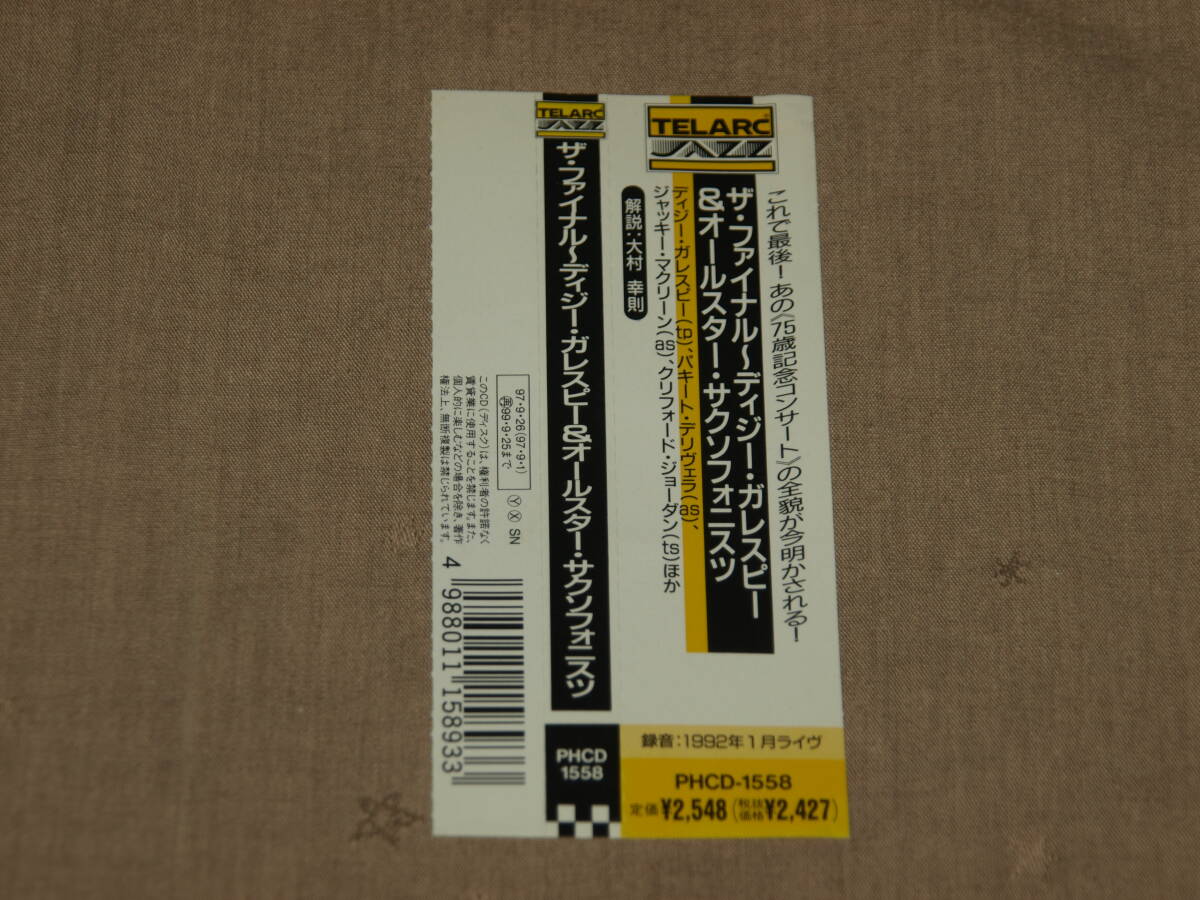 これで最後！あの《75歳記念コンサート》の全貌が今明かされる！
TELARC
JAZZ
ザ・ファイナル〜ディジー・ガレスピー
&オールスター・サクソフォニスツ
ディジー・ガレスピー(tp)、パキート・デリヴェラ(as)、
ジャッキー・マクリーン(as)、クリフォード・ジョーダン(ts)ほか
解説：大村 幸則
録音：1992年1月ライヴ
PHCD-1558
定価¥2,548(税抜価格¥2,427)
TELARC
JAZZ
ザ・ファイナル〜ディジー・ガレスピー&オールスター・サクソフォニスツ
PHCD
1558
97・9・26(97・9・1)
再99・9・25まで
Ⓨ Ⓧ SN
このCD(ディスク)は、権利者の許諾なく
賃貸業に使用することを禁じます。また、
個人的に楽しむなどの場合を除き、著作
権法上、無断複製は禁じられています。
4 988011 158933